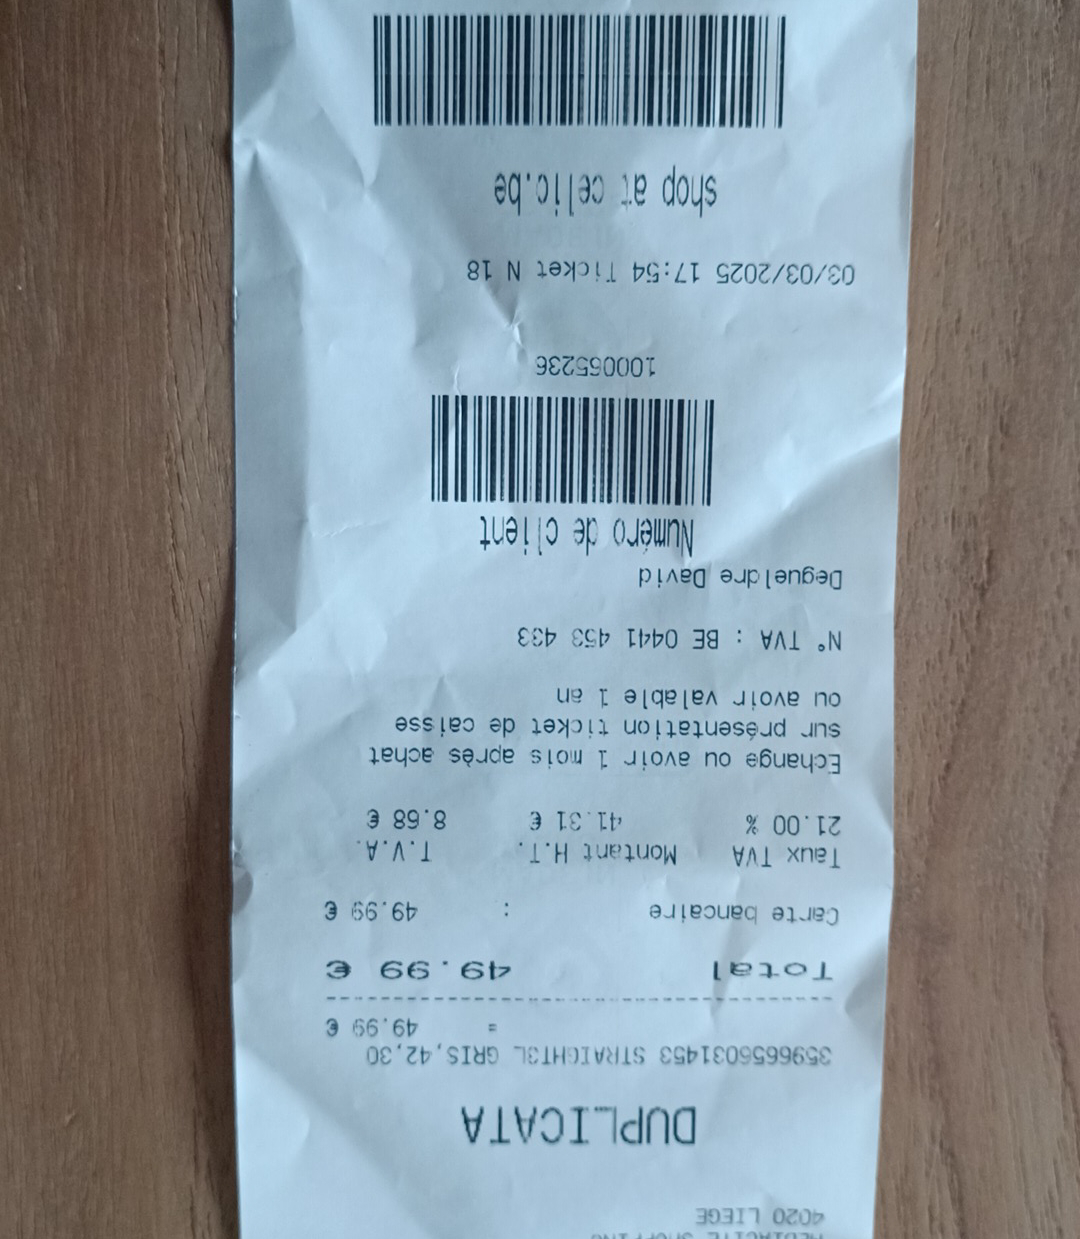 MEDIACITE SHOPPING
4020 LIEGE
DUPLICATA
3596656031453 STRAIGHT3L GRIS,42,30
= 49.99 €
Total 49.99 €
Carte bancaire : 49.99 €
Taux TVA Montant H.T. T.V.A.
21.00 % 41.31 € 8.68 €
Echange ou avoir 1 mois après achat
sur présentation ticket de caisse
ou avoir valable 1 an
N° TVA : BE 0441 453 433
Degueldre David
Numéro de client
100065236
03/03/2025 17:54 Ticket N 18
shop at celio.be